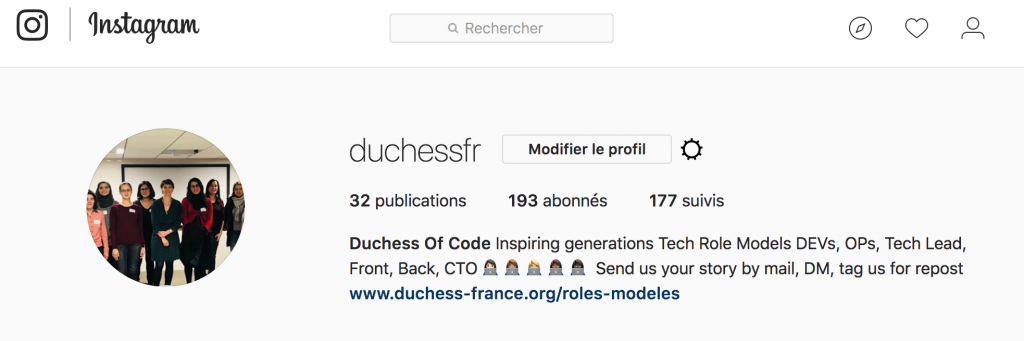 Instagram
Rechercher
duchessfr Modifier le profil
32 publications 193 abonnés 177 suivis
Duchess Of Code Inspiring generations Tech Role Models DEVs, OPs, Tech Lead,
Front, Back, CTO 👩🏻‍💻👩🏽‍💻👩🏼‍💻👩🏾‍💻👩🏿‍💻 Send us your story by mail, DM, tag us for repost
www.duchess-france.org/roles-modeles